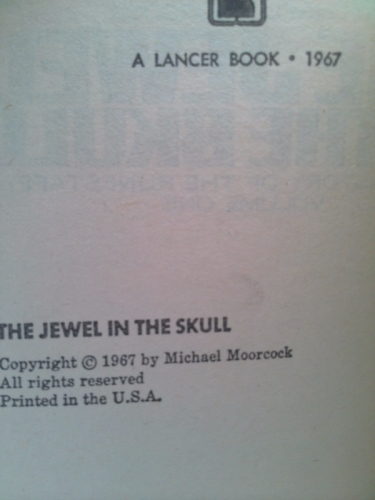 A LANCER BOOK • 1967
THE JEWEL IN THE SKULL
Copyright © 1967 by Michael Moorcock
All rights reserved
Printed in the U.S.A.